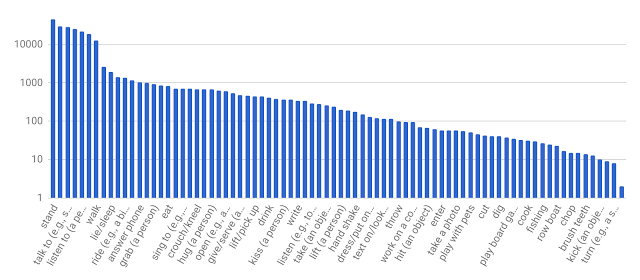 10000
1000
100
10
1
stand
talk to (e.g., s...
listen to (a pe...
walk
lie/sleep
ride (e.g., a bi...
answer phone
grab (a person)
eat
sing to (e.g.,...
crouch/kneel
hug (a person)
open (e.g., a...
give/serve (a...
lift/pick up
drink
kiss (a person)
write
listen (e.g., to...
take (an obje...
lift (a person)
hand shake
dress/put on...
text on/look...
throw
work on a co...
hit (an object)
enter
take a photo
play with pets
cut
dig
play board ga...
cook
fishing
row boat
chop
brush teeth
kick (an obje...
turn (e.g., a s...